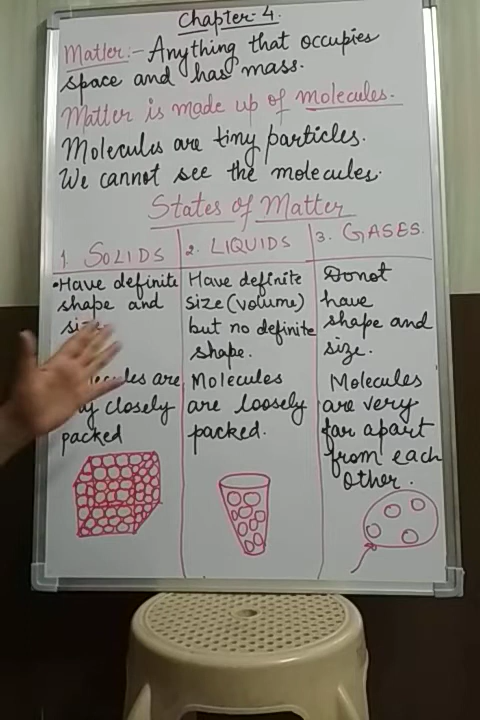 Chapter 4.
Matter:- Anything that occupies
space and has mass.
Matter is made up of molecules.
Molecules are tiny particles.
We cannot see the molecules.
States of Matter
1. SOLIDS
• Have definite
shape and
size
are
closely
packed
2. LIQUIDS
Have definite
size (volume)
but no definite
shape.
Molecules
are loosely
packed.
3. GASES.
Donot
have
shape and
size.
Molecules
are very
far apart
from each
other.